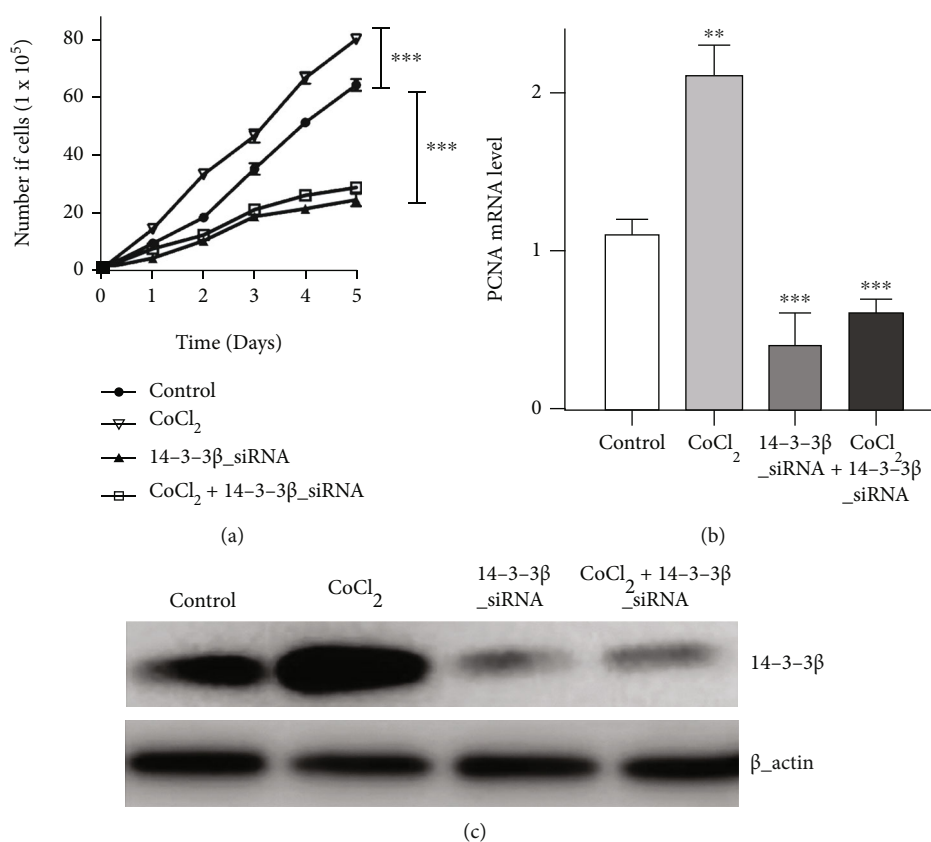 Number if cells (1 x 10⁵)
80
60
40
20
0
0 1 2 3 4 5
Time (Days)
***
***
Control
CoCl₂
14–3–3β_siRNA
CoCl₂ + 14–3–3β_siRNA
(a)
PCNA mRNA level
2
1
0
**
***
***
Control
CoCl₂
14–3–3β
_siRNA
CoCl₂
+ 14–3–3β
_siRNA
(b)
Control
CoCl₂
14–3–3β
_siRNA
CoCl₂ + 14–3–3β
_siRNA
14–3–3β
β_actin
(c)